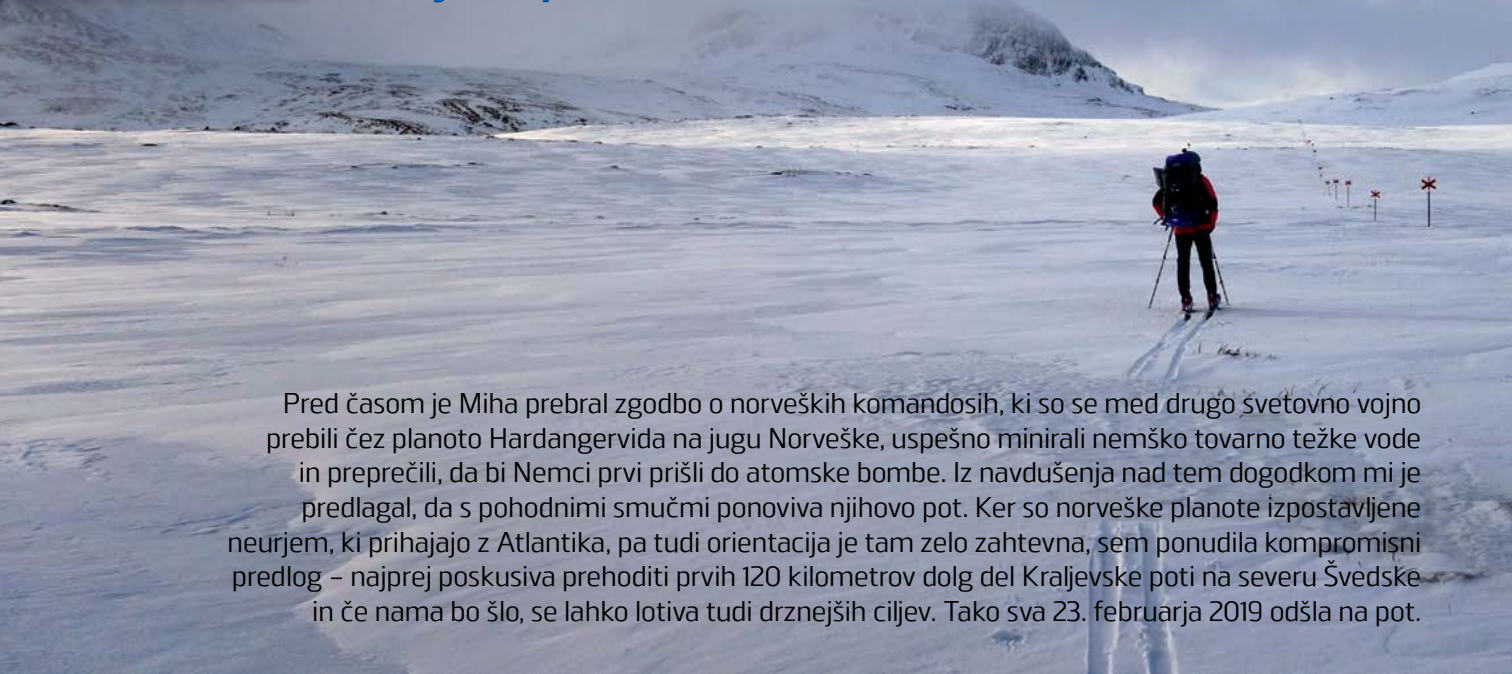 Pred časom je Miha prebral zgodbo o norveških komandosih, ki so se med drugo svetovno vojno
prebili čez planoto Hardangervida na jugu Norveške, uspešno minirali nemško tovarno težke vode
in preprečili, da bi Nemci prvi prišli do atomske bombe. Iz navdušenja nad tem dogodkom mi je
predlagal, da s pohodnimi smučmi ponoviva njihovo pot. Ker so norveške planote izpostavljene
neurjem, ki prihajajo z Atlantika, pa tudi orientacija je tam zelo zahtevna, sem ponudila kompromisni
predlog – najprej poskusiva prehoditi prvih 120 kilometrov dolg del Kraljevske poti na severu Švedske
in če nama bo šlo, se lahko lotiva tudi drznejših ciljev. Tako sva 23. februarja 2019 odšla na pot.